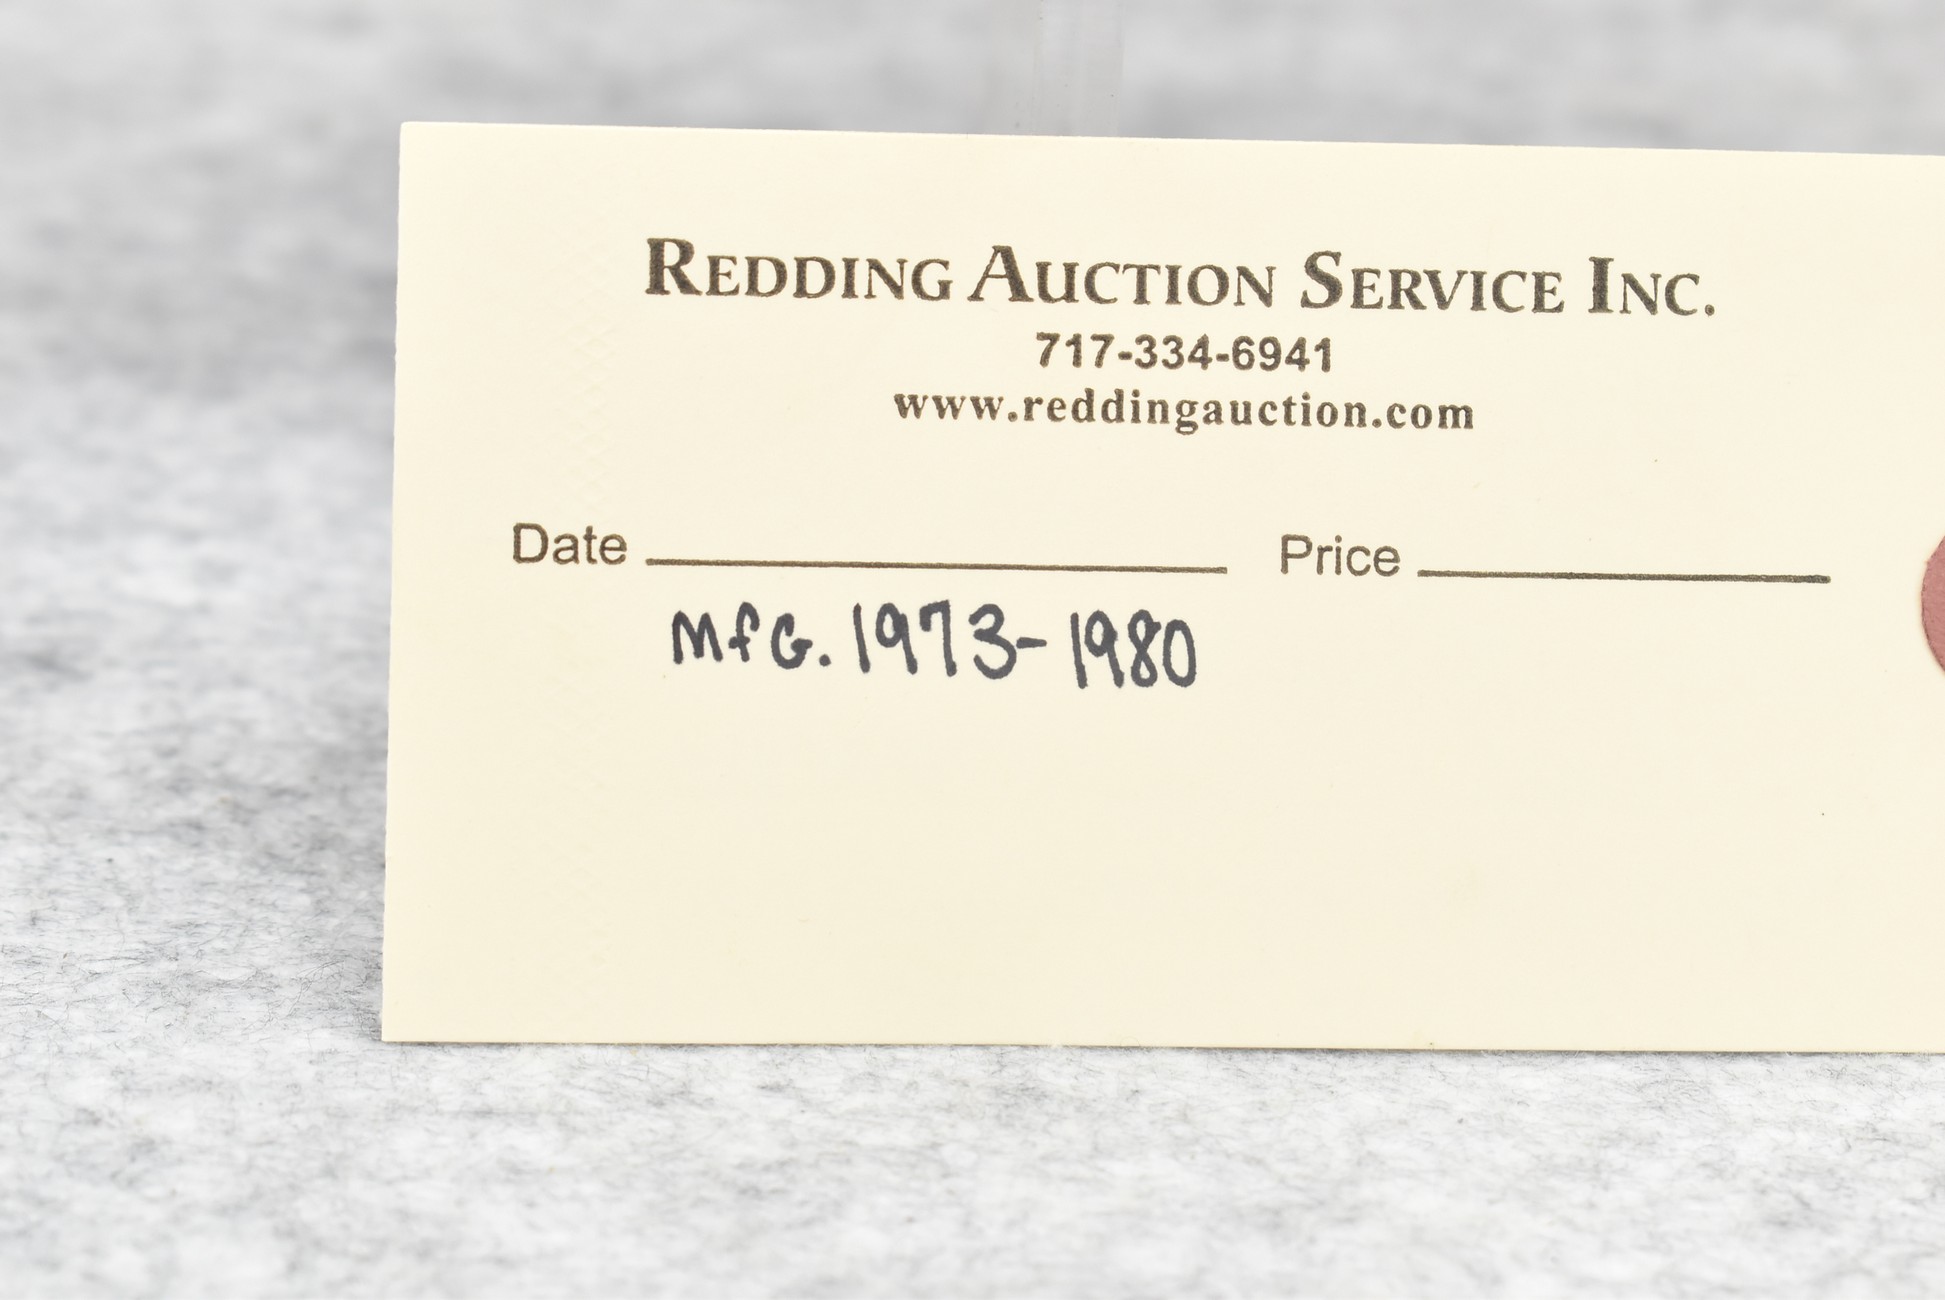 REDDING AUCTION SERVICE INC.
717-334-6941
www.reddingauction.com
Date Price
MfG. 1973-1980